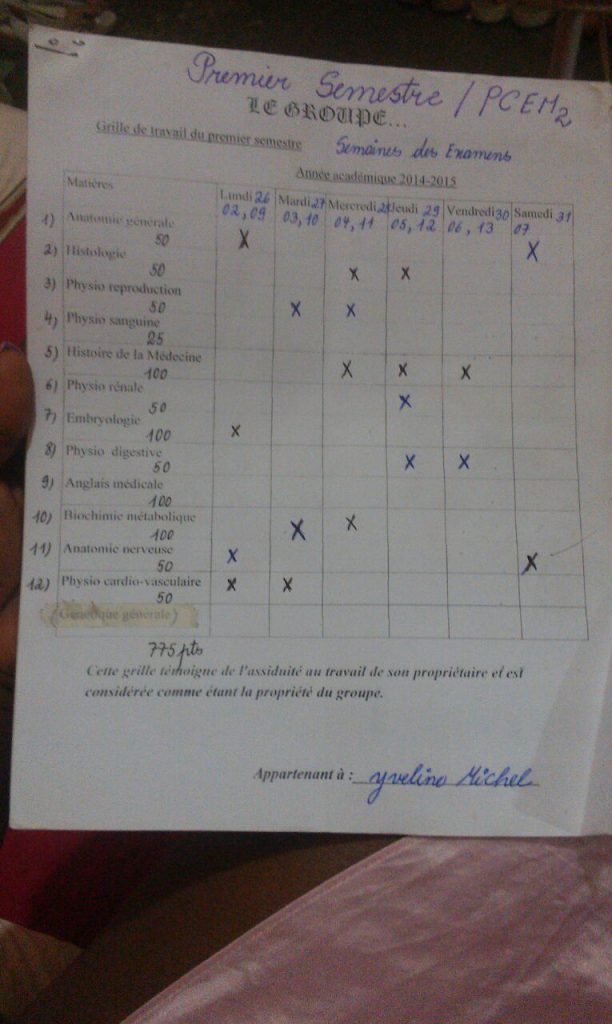 Premier Semestre / PCEM2
LE GROUPE...
Grille de travail du premier semestre Semaines des Examens
Année académique 2014-2015
Matières Lundi 26 Mardi 27 Mercredi 28 Jeudi 29 Vendredi 30 Samedi 31
02, 09 03, 10 04, 11 05, 12 06, 13 07
1) Anatomie générale X X
50
2) Histologie
50 X X
3) Physio reproduction
50 X X
4) Physio sanguine
25
5) Histoire de la Médecine X X X
100
6) Physio rénale
50 X
7) Embryologie
100 X
8) Physio digestive
50 X X
9) Anglais médicale
100
10) Biochimie métabolique X X
100
11) Anatomie nerveuse X X
50
12) Physio cardio-vasculaire X X
50
(Génétique générale)
775 pts
Cette grille témoigne de l'assiduité au travail de son propriétaire et est
considérée comme étant la propriété du groupe.
Appartenant à : yveline Michel